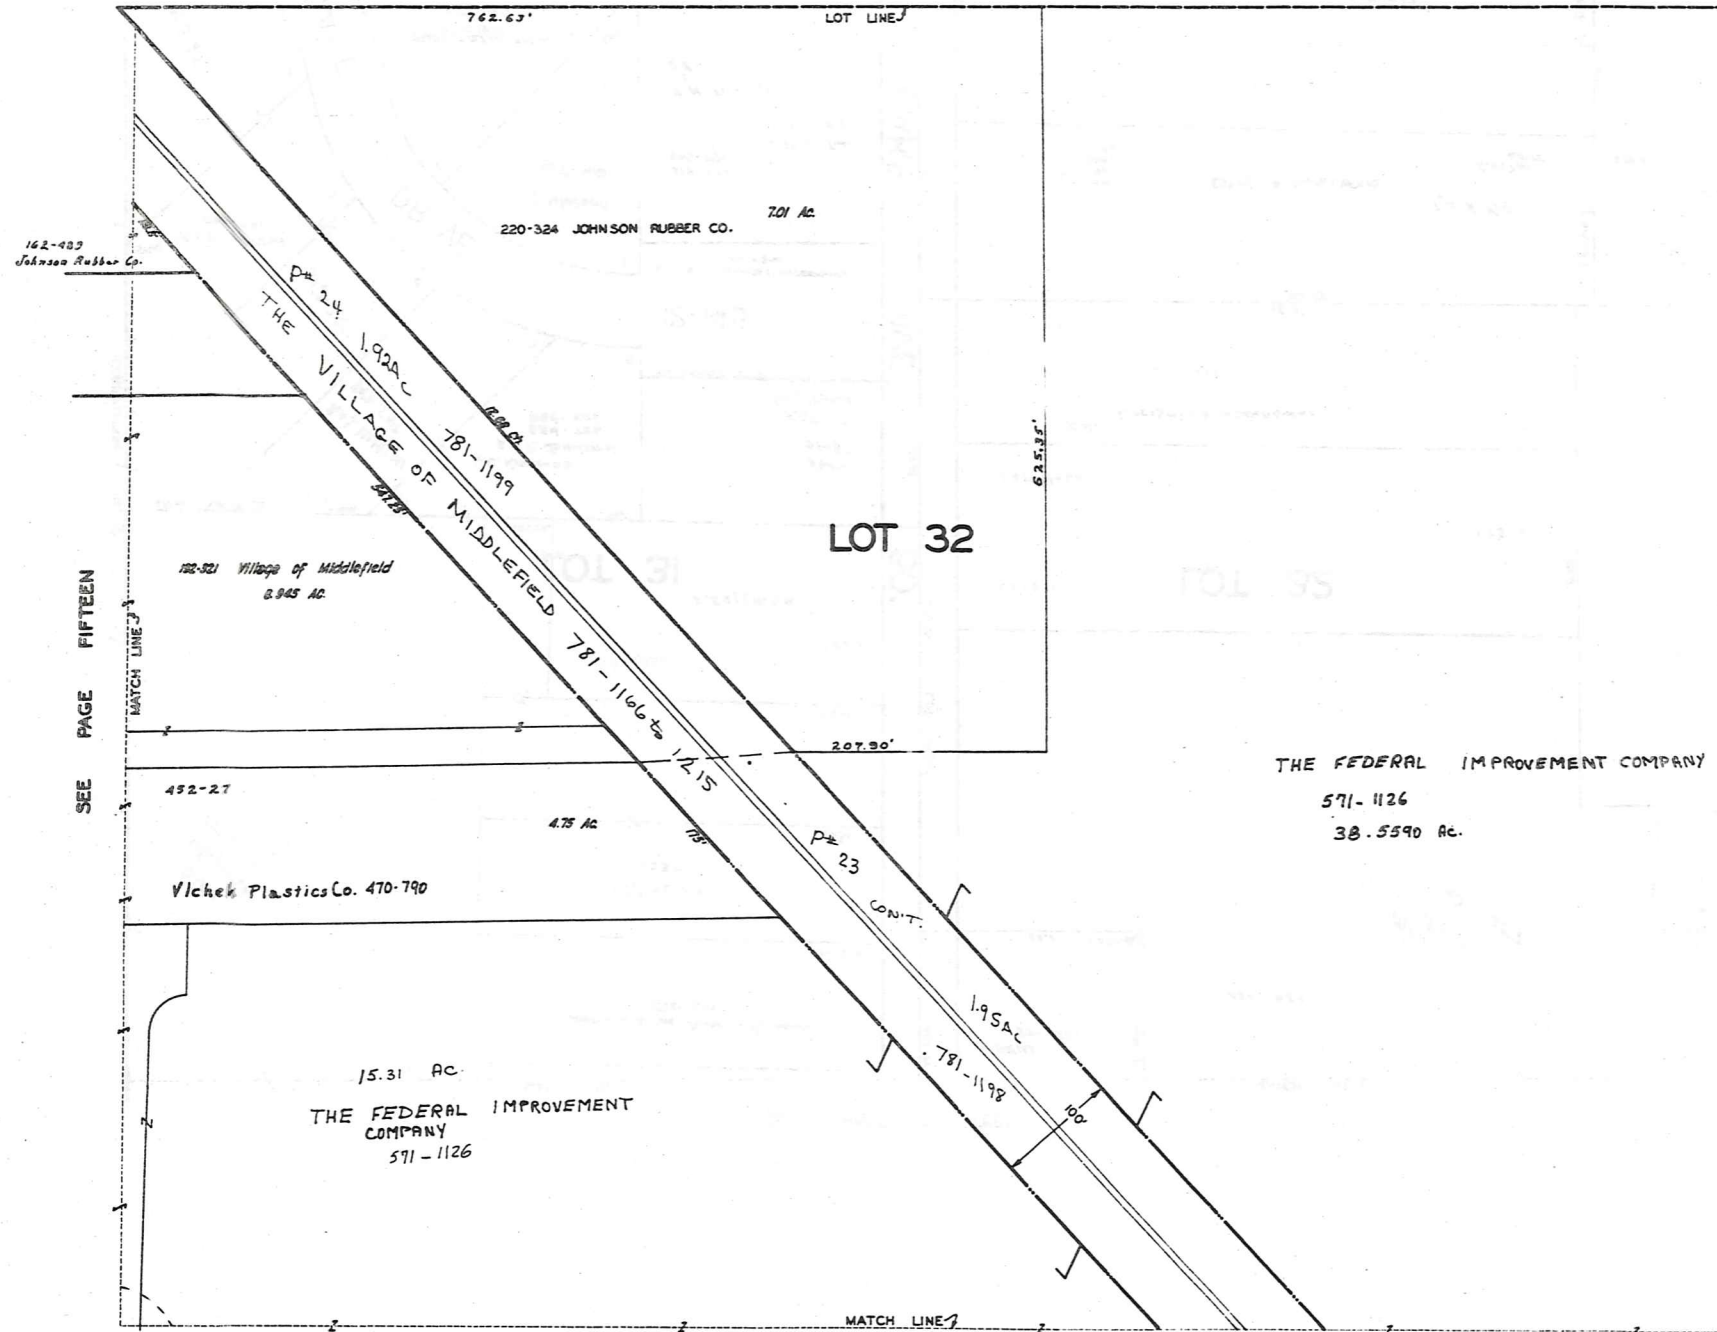 762.63'
LOT LINE
7.01 AC.
220-324 JOHNSON RUBBER CO.
162-489
Johnson Rubber Co.
P# 24
1.92 Ac
781-1199
THE VILLAGE OF MIDDLEFIELD 781-1166 to 1215
625.35'
LOT 32
Village of Middlefield
8.945 AC.
SEE PAGE FIFTEEN
MATCH LINE
207.90'
THE FEDERAL IMPROVEMENT COMPANY
571-1126
38.5590 Ac.
452-27
4.75 AC
175'
P# 23
CON'T.
Vlchek Plastics Co. 470-790
1.95 Ac
781-1198
100'
15.31 AC.
THE FEDERAL IMPROVEMENT
COMPANY
571-1126
MATCH LINE